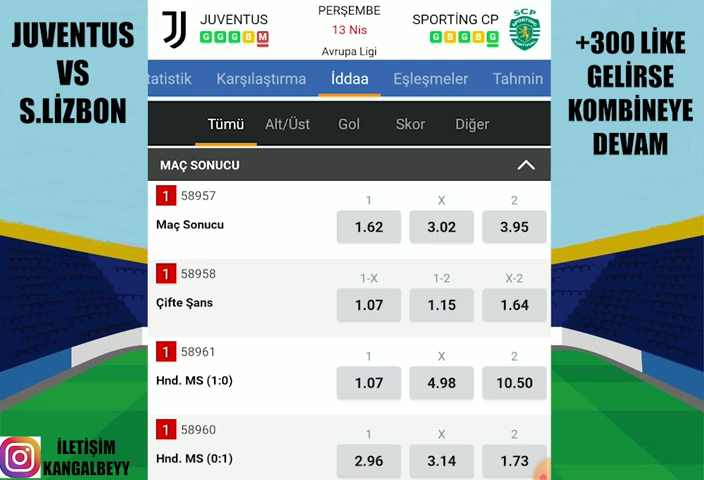 JUVENTUS
VS
S.LİZBON
JUVENTUS
G G G B M
PERŞEMBE
13 Nis
Avrupa Ligi
SPORTİNG CP
G B G B G
SCP
SPORTING
PORTUGAL
tatistik Karşılaştırma İddaa Eşleşmeler Tahmin
Tümü Alt/Üst Gol Skor Diğer
MAÇ SONUCU
1 58957
Maç Sonucu
1 X 2
1.62 3.02 3.95
1 58958
Çifte Şans
1-X 1-2 X-2
1.07 1.15 1.64
1 58961
Hnd. MS (1:0)
1 X 2
1.07 4.98 10.50
1 58960
Hnd. MS (0:1)
1 X 2
2.96 3.14 1.73
+300 LİKE
GELİRSE
KOMBİNEYE
DEVAM
İLETİŞİM
KANGALBEYY